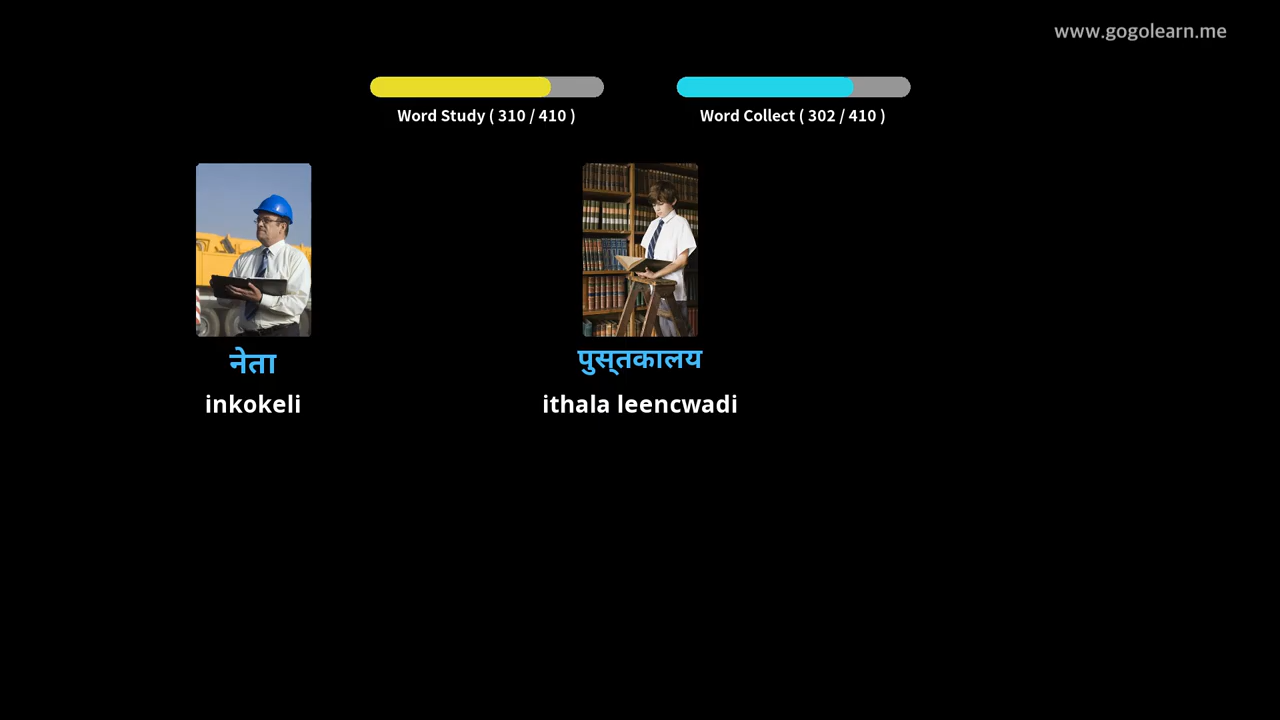 www.gogolearn.me
Word Study ( 310 / 410 )
Word Collect ( 302 / 410 )
नेता
पुस्‌तकालय
inkokeli
ithala leencwadi